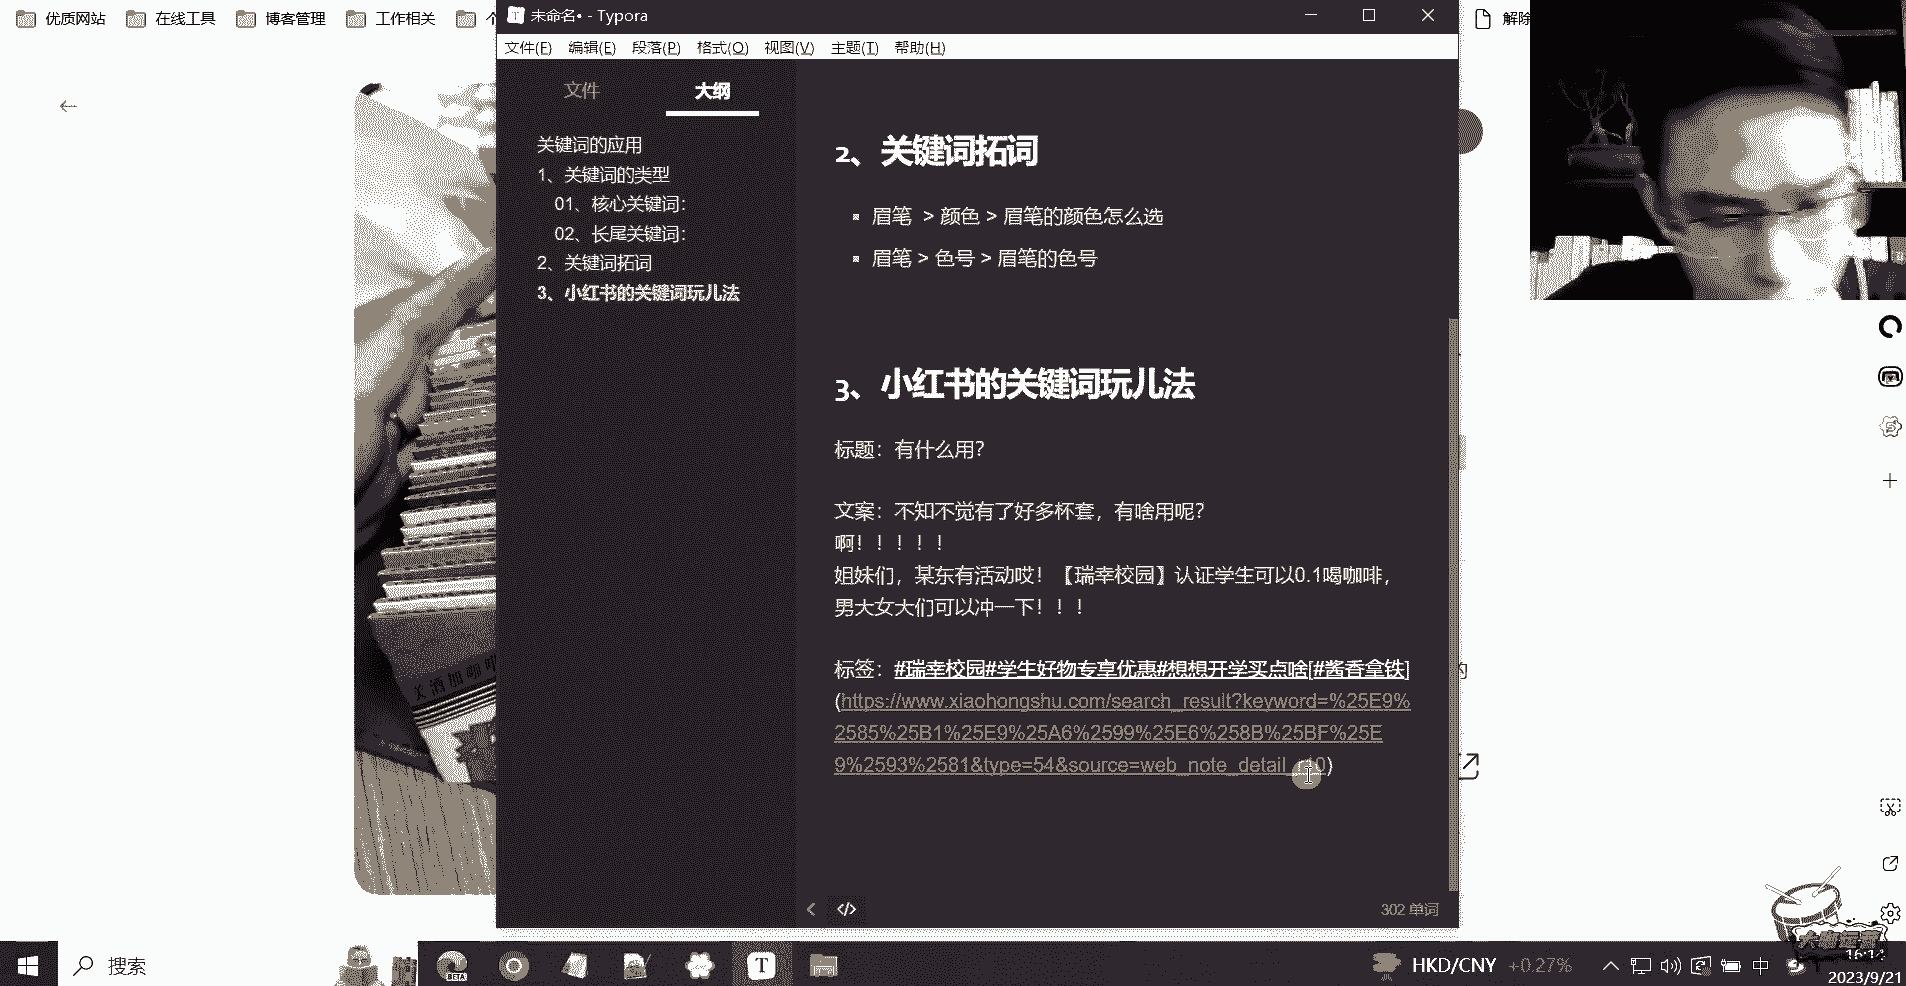 优质网站 在线工具 博客管理 工作相关
未命名• - Typora
解除
文件(F) 编辑(E) 段落(P) 格式(O) 视图(V) 主题(T) 帮助(H)
文件 大纲
关键词的应用
1、关键词的类型
01、核心关键词：
02、长尾关键词：
2、关键词拓词
3、小红书的关键词玩儿法
2、关键词拓词
眉笔 > 颜色 > 眉笔的颜色怎么选
眉笔 > 色号 > 眉笔的色号
3、小红书的关键词玩儿法
标题：有什么用？
文案：不知不觉有了好多杯套，有啥用呢？
啊！！！！！
姐妹们，某东有活动哎！【瑞幸校园】认证学生可以0.1喝咖啡，
男大女大们可以冲一下！！！
标签：#瑞幸校园#学生好物专享优惠#想想开学买点啥[#酱香拿铁]
(https://www.xiaohongshu.com/search_result?keyword=%25E9%
2585%25B1%25E9%25A6%2599%25E6%258B%25BF%25E
9%2593%2581&type=54&source=web_note_detail_r10)
302 单词
大咖运营
搜索
BETA
HKD/CNY +0.27%
中
16:12
2023/9/21